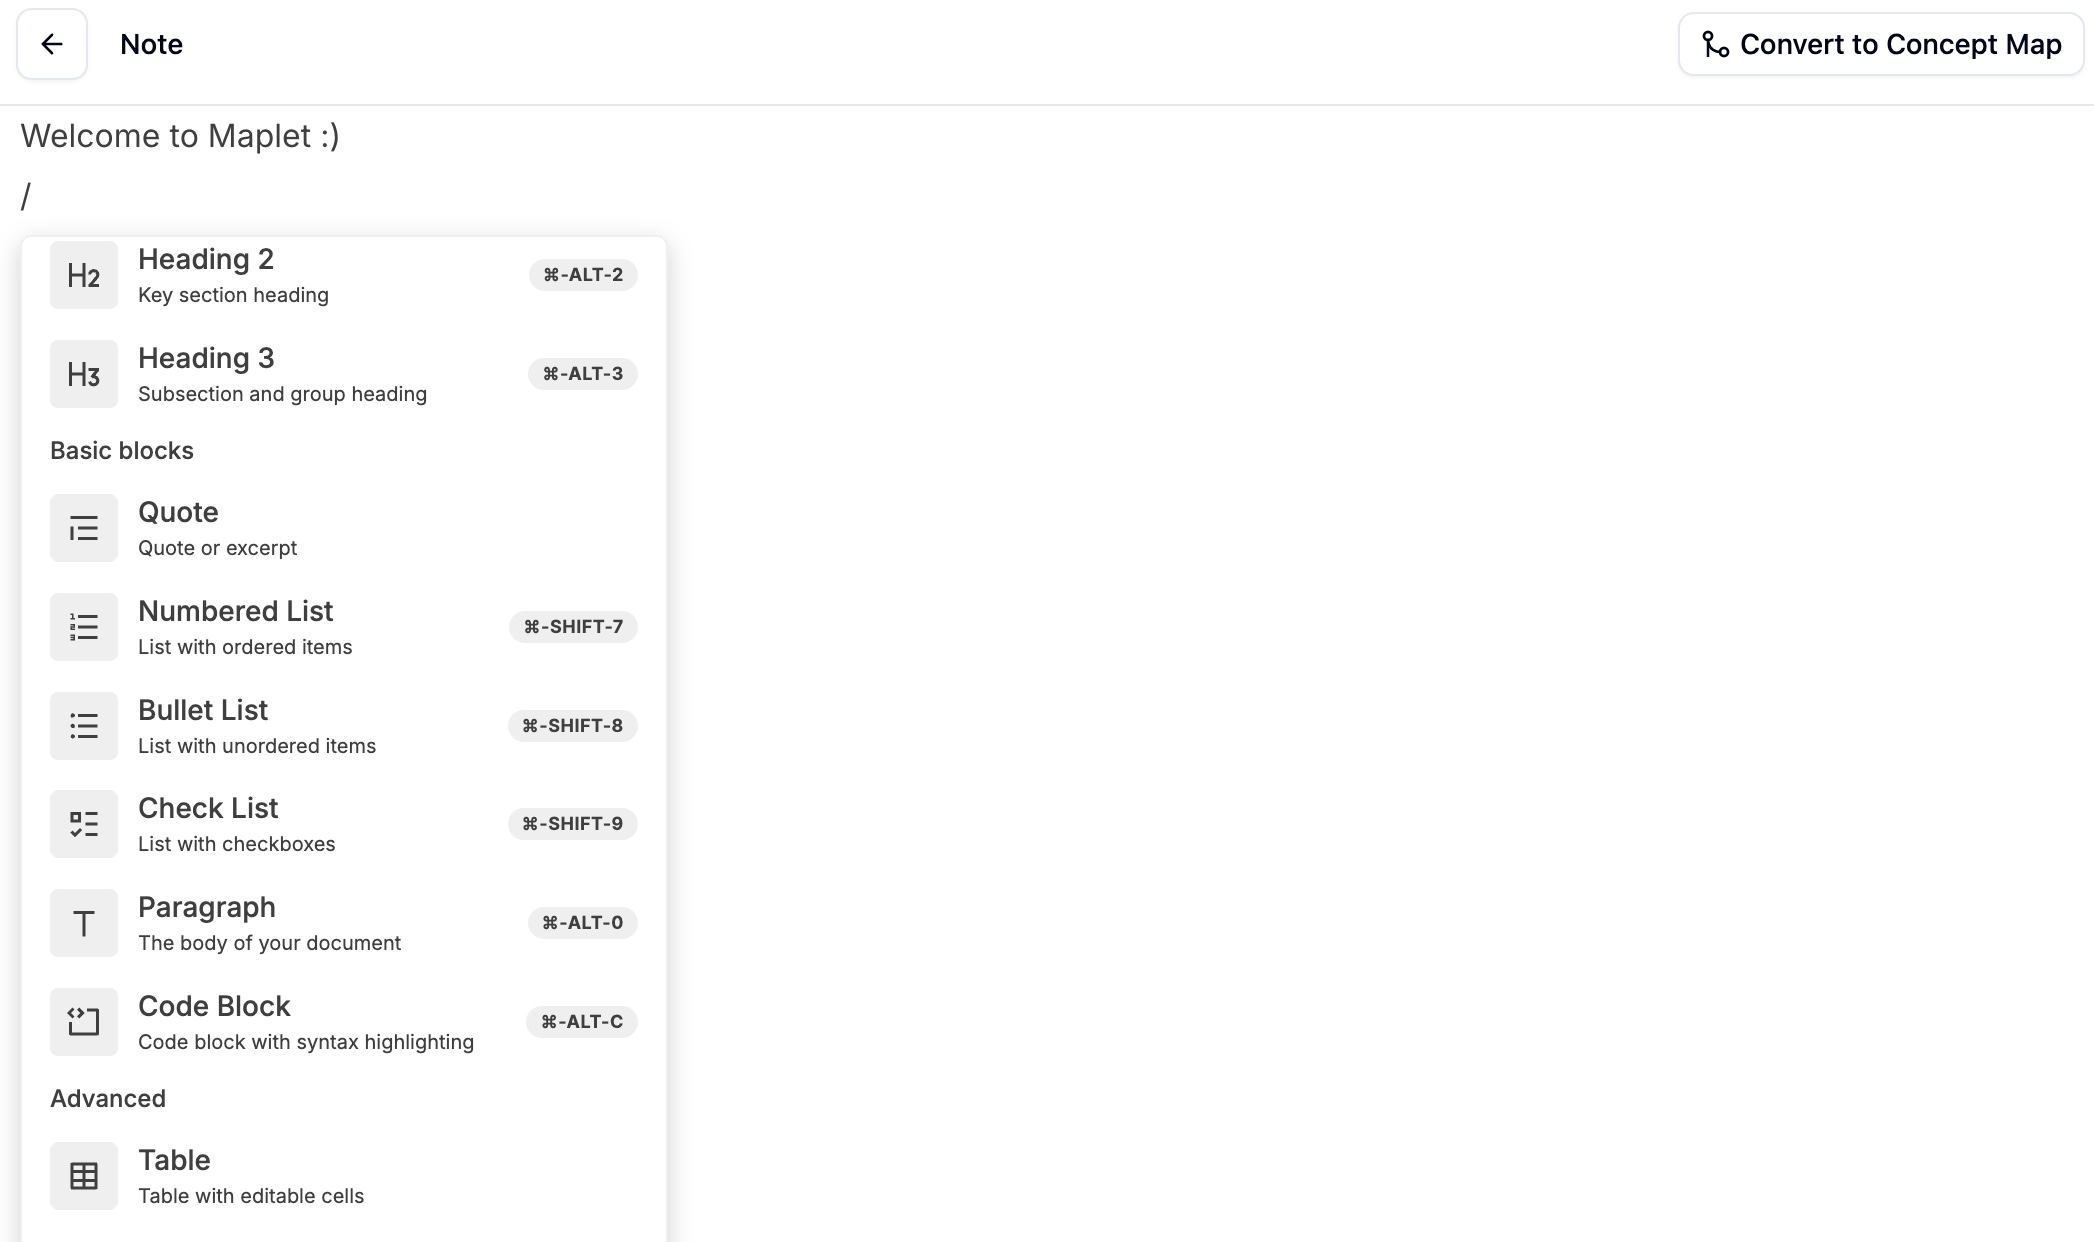 Note
Convert to Concept Map
Welcome to Maplet :)
/
H2
Heading 2
⌘-ALT-2
Key section heading
H3
Heading 3
⌘-ALT-3
Subsection and group heading
Basic blocks
Quote
Quote or excerpt
Numbered List
⌘-SHIFT-7
List with ordered items
Bullet List
⌘-SHIFT-8
List with unordered items
Check List
⌘-SHIFT-9
List with checkboxes
T
Paragraph
⌘-ALT-0
The body of your document
Code Block
⌘-ALT-C
Code block with syntax highlighting
Advanced
Table
Table with editable cells